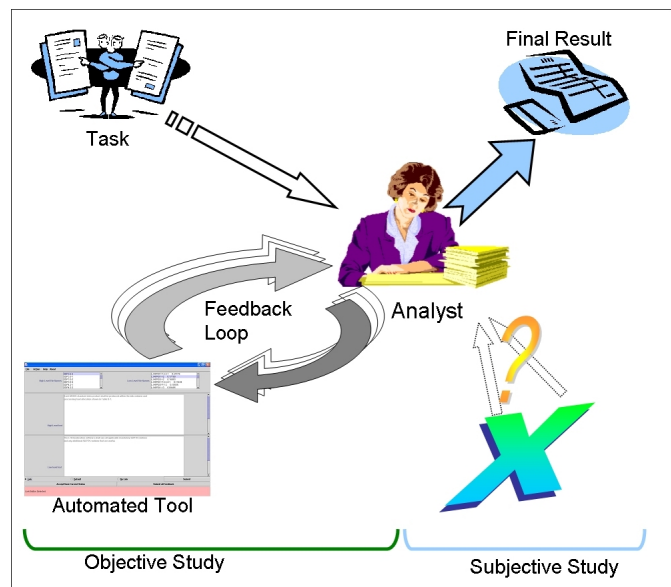 Final Result
Task
Feedback
Loop
Analyst
?
X
Automated Tool
Objective Study
Subjective Study